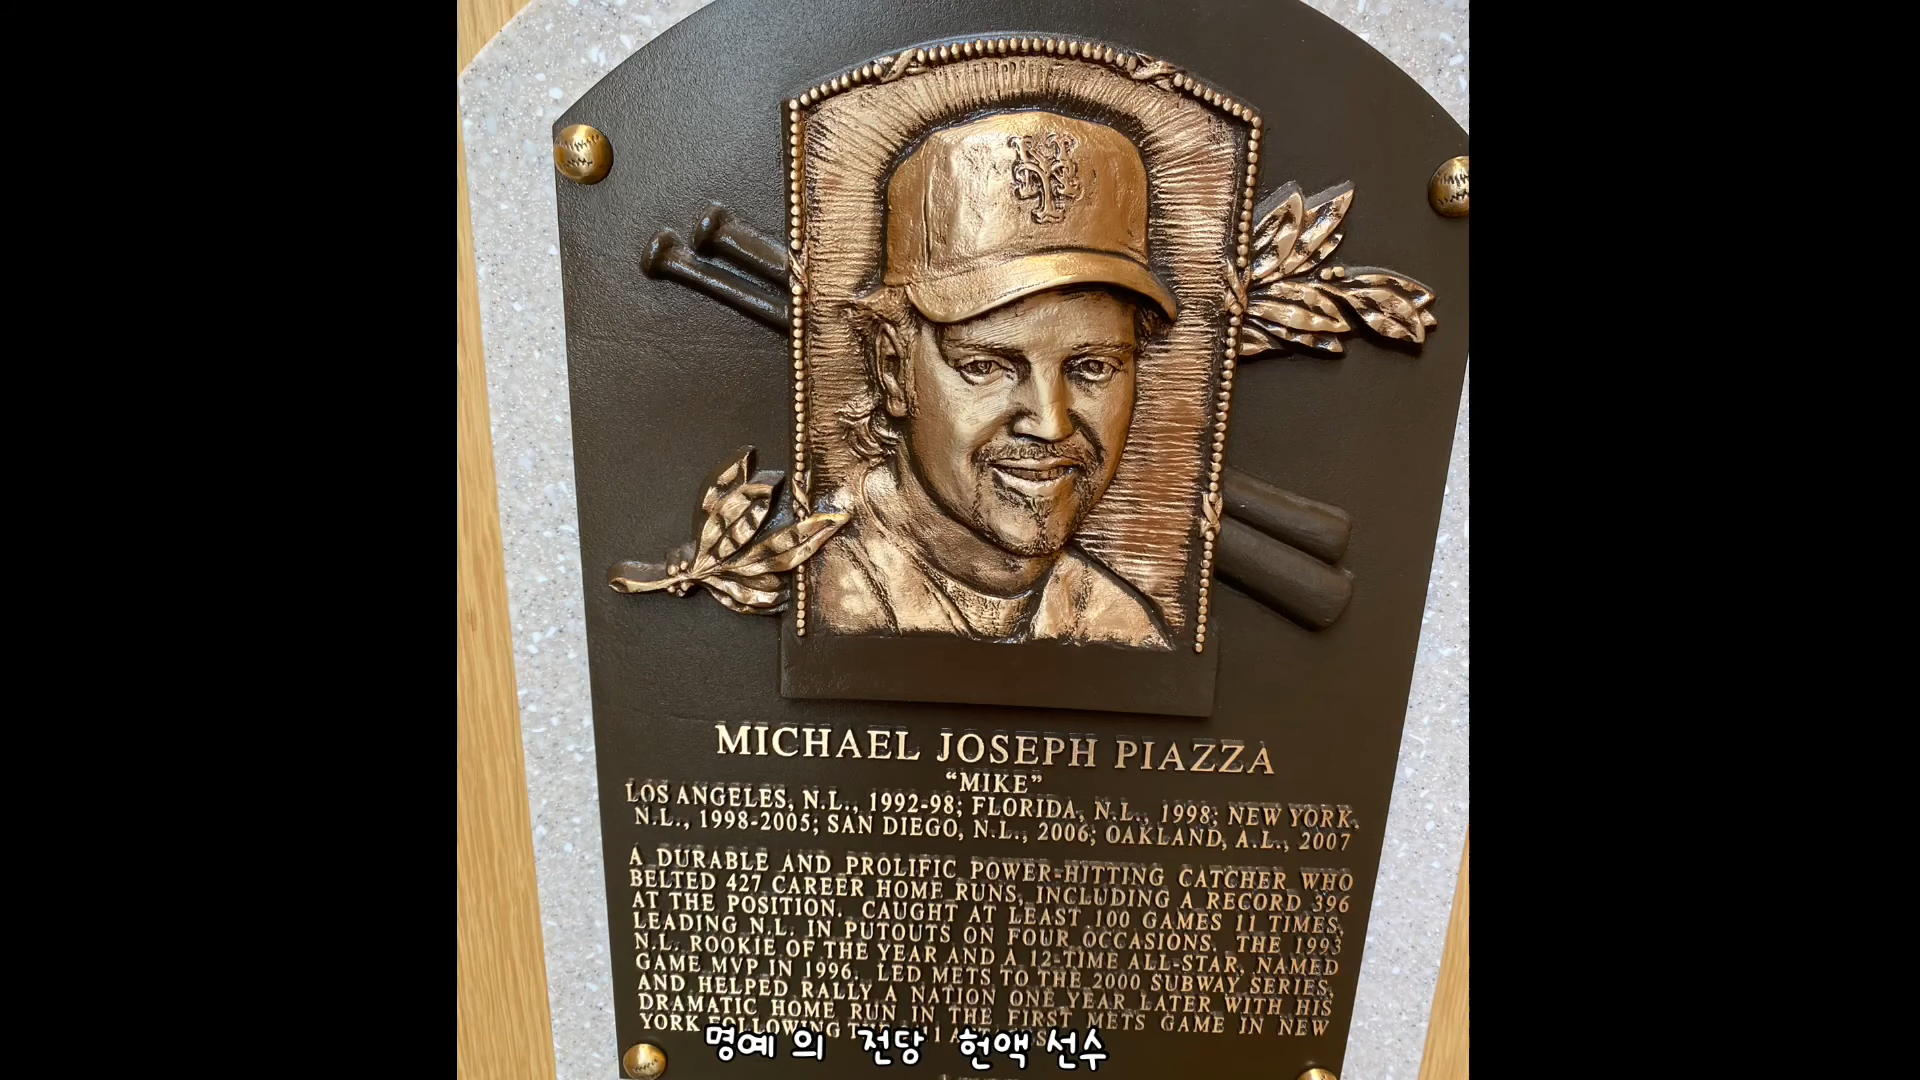 MICHAEL JOSEPH PIAZZA
"MIKE"
LOS ANGELES, N.L., 1992-98; FLORIDA, N.L., 1998; NEW YORK,
N.L., 1998-2005; SAN DIEGO, N.L., 2006; OAKLAND, A.L., 2007
A DURABLE AND PROLIFIC POWER-HITTING CATCHER WHO
BELTED 427 CAREER HOME RUNS, INCLUDING A RECORD 396
AT THE POSITION. CAUGHT AT LEAST 100 GAMES 11 TIMES,
LEADING N.L. IN PUTOUTS ON FOUR OCCASIONS. THE 1993
N.L. ROOKIE OF THE YEAR AND A 12-TIME ALL-STAR, NAMED
GAME MVP IN 1996. LED METS TO THE 2000 SUBWAY SERIES,
AND HELPED RALLY A NATION ONE YEAR LATER WITH HIS
DRAMATIC HOME RUN IN THE FIRST METS GAME IN NEW
YORK FOLLOWING
명예 의 전당 헌액 선수